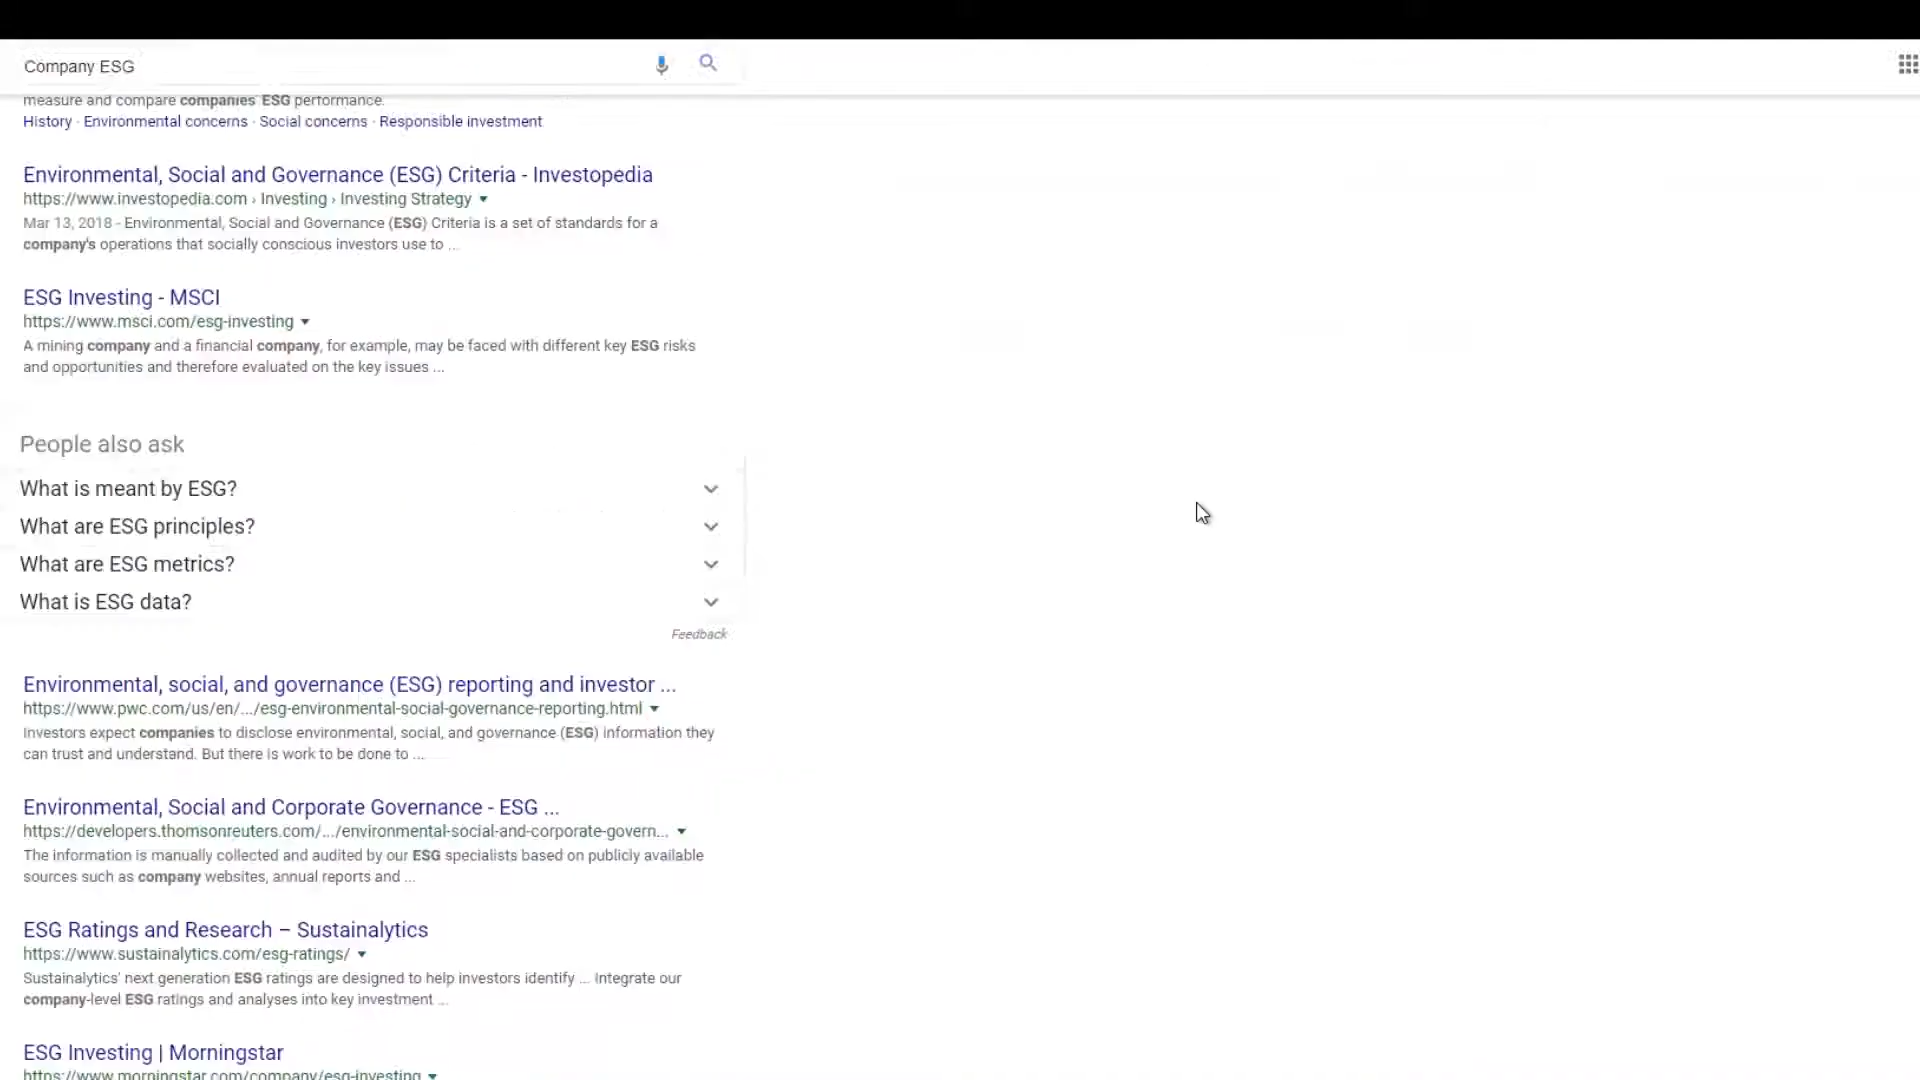 Company ESG
measure and compare companies' ESG performance.
History · Environmental concerns · Social concerns · Responsible investment
Environmental, Social and Governance (ESG) Criteria - Investopedia
https://www.investopedia.com › Investing › Investing Strategy
Mar 13, 2018 - Environmental, Social and Governance (ESG) Criteria is a set of standards for a
company's operations that socially conscious investors use to ...
ESG Investing - MSCI
https://www.msci.com/esg-investing
A mining company and a financial company, for example, may be faced with different key ESG risks
and opportunities and therefore evaluated on the key issues ...
People also ask
What is meant by ESG?
What are ESG principles?
What are ESG metrics?
What is ESG data?
Feedback
Environmental, social, and governance (ESG) reporting and investor ...
https://www.pwc.com/us/en/.../esg-environmental-social-governance-reporting.html
Investors expect companies to disclose environmental, social, and governance (ESG) information they
can trust and understand. But there is work to be done to ...
Environmental, Social and Corporate Governance - ESG ...
https://developers.thomsonreuters.com/.../environmental-social-and-corporate-govern...
The information is manually collected and audited by our ESG specialists based on publicly available
sources such as company websites, annual reports and ...
ESG Ratings and Research – Sustainalytics
https://www.sustainalytics.com/esg-ratings/
Sustainalytics' next generation ESG ratings are designed to help investors identify ... Integrate our
company-level ESG ratings and analyses into key investment ...
ESG Investing | Morningstar
https://www.morningstar.com/company/esg-investing